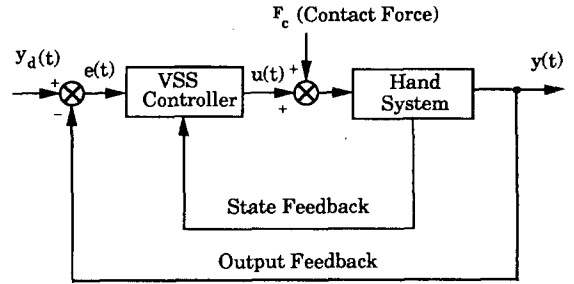 F_c (Contact Force)
y_d(t)
e(t)
VSS
Controller
u(t)
Hand
System
y(t)
+
−
+
+
State Feedback
Output Feedback